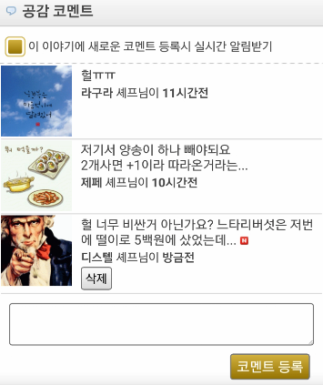 공감 코멘트
이 이야기에 새로운 코멘트 등록시 실시간 알림받기
헐ㅠㅠ
라구라 셰프님이 11시간전
저기서 양송이 하나 빼야되요
2개사면 +1이라 따라온거라는...
제페 셰프님이 10시간전
헐 너무 비싼거 아닌가요? 느타리버섯은 저번
에 떨이로 5백원에 샀었는데... N
디스텔 셰프님이 방금전
삭제
코멘트 등록